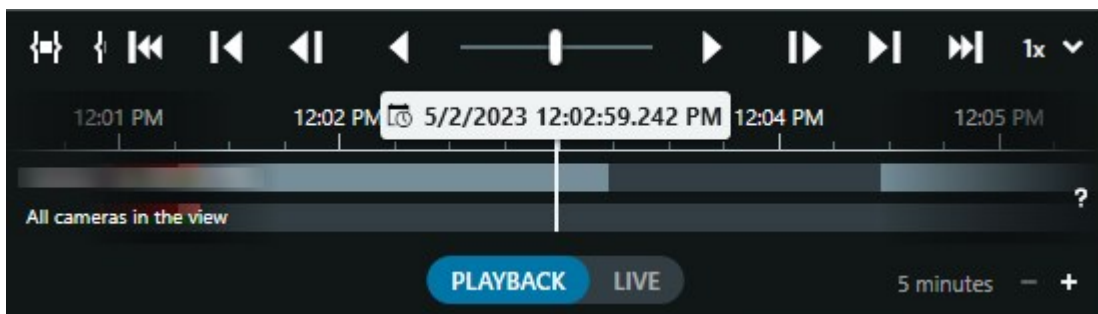 1x
12:01 PM 12:02 PM 5/2/2023 12:02:59.242 PM 12:04 PM 12:05 PM
?
All cameras in the view
PLAYBACK LIVE 5 minutes - +